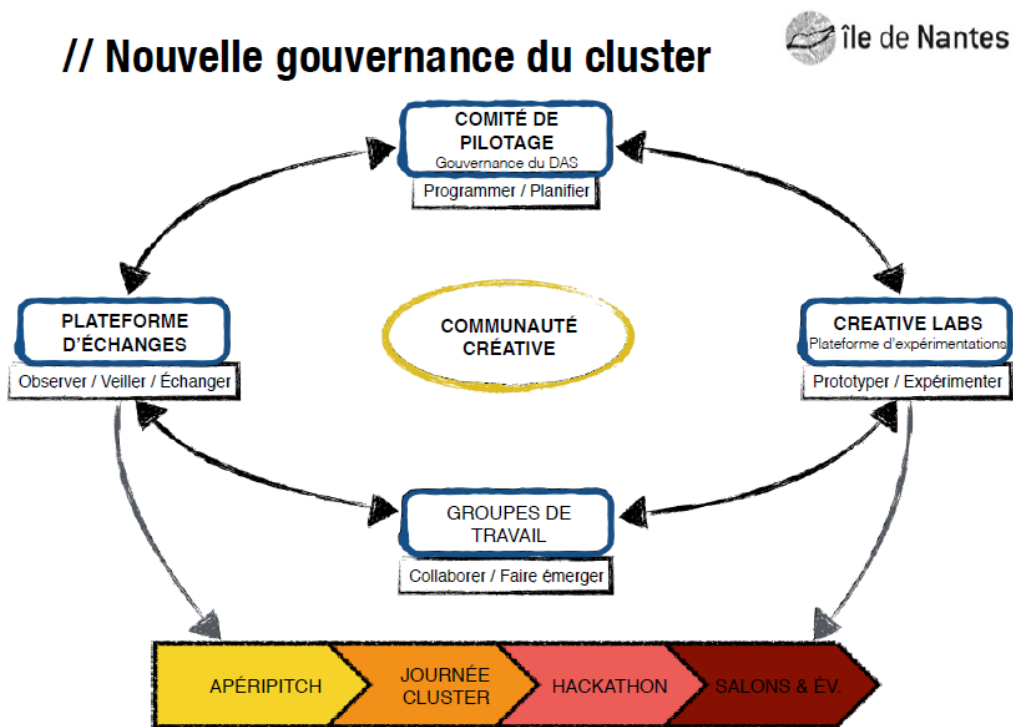 // Nouvelle gouvernance du cluster
île de Nantes
COMITÉ DE
PILOTAGE
Gouvernance du DAS
Programmer / Planifier
PLATEFORME
D'ÉCHANGES
Observer / Veiller / Échanger
COMMUNAUTÉ
CRÉATIVE
CREATIVE LABS
Plateforme d'expérimentations
Prototyper / Expérimenter
GROUPES DE
TRAVAIL
Collaborer / Faire émerger
APÉRIPITCH
JOURNÉE
CLUSTER
HACKATHON
SALONS & ÉV.